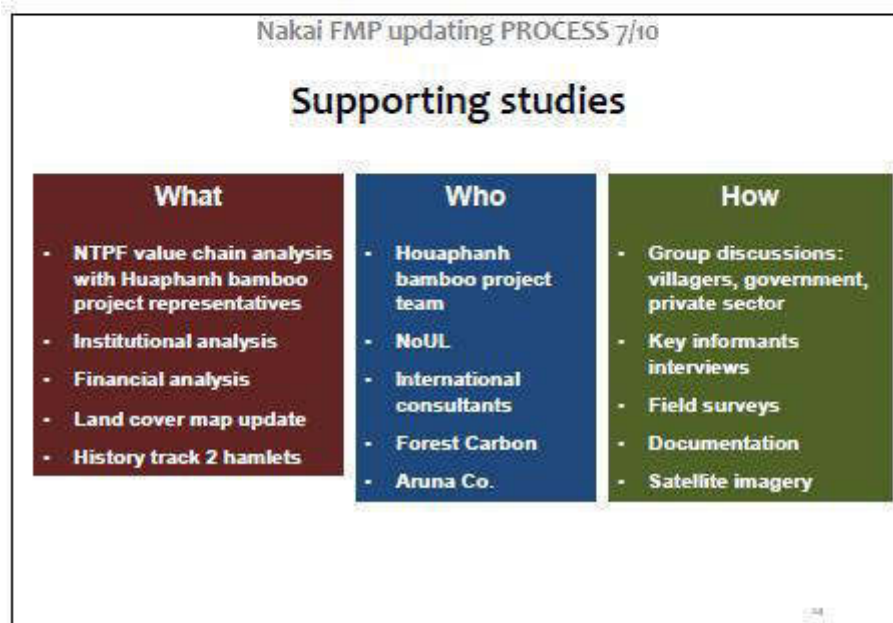 Nakai FMP updating PROCESS 7/10
Supporting studies
What
- NTPF value chain analysis
with Huaphanh bamboo
project representatives
- Institutional analysis
- Financial analysis
- Land cover map update
- History track 2 hamlets
Who
- Houaphanh
bamboo project
team
- NoUL
- International
consultants
- Forest Carbon
- Aruna Co.
How
- Group discussions:
villagers, government,
private sector
- Key informants
interviews
- Field surveys
- Documentation
- Satellite imagery